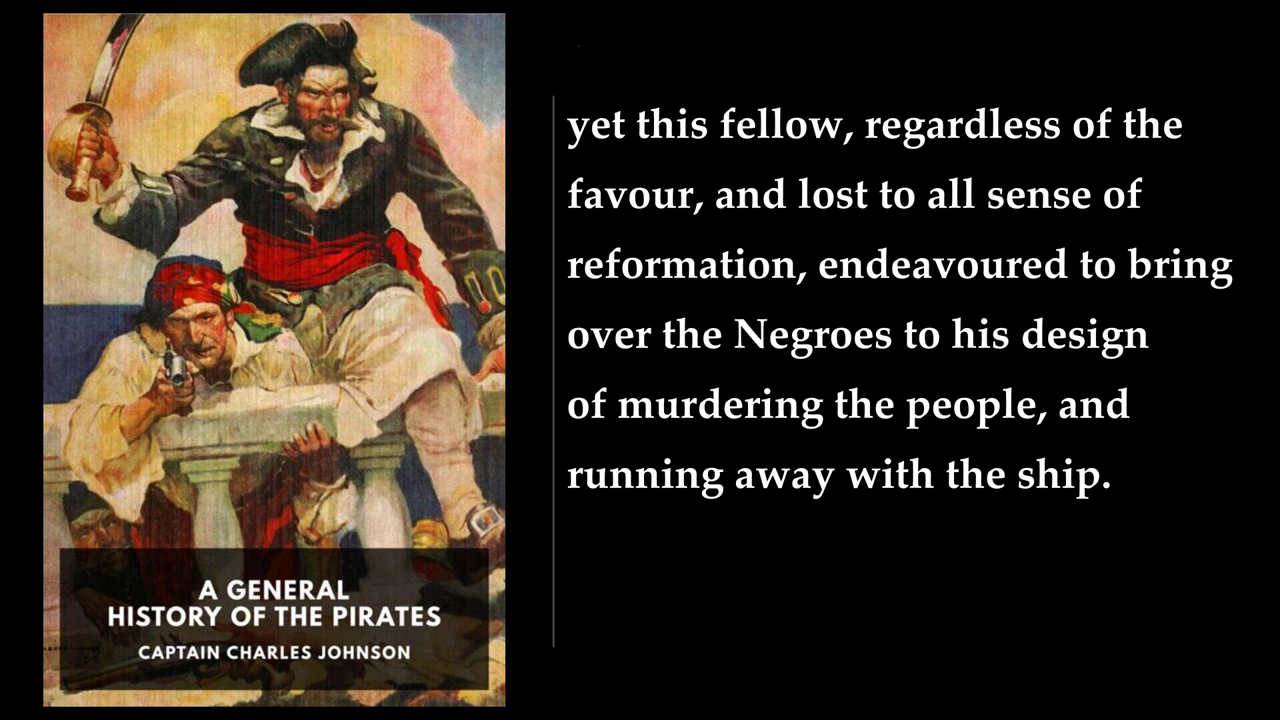 A GENERAL
HISTORY OF THE PIRATES
CAPTAIN CHARLES JOHNSON
yet this fellow, regardless of the
favour, and lost to all sense of
reformation, endeavoured to bring
over the Negroes to his design
of murdering the people, and
running away with the ship.